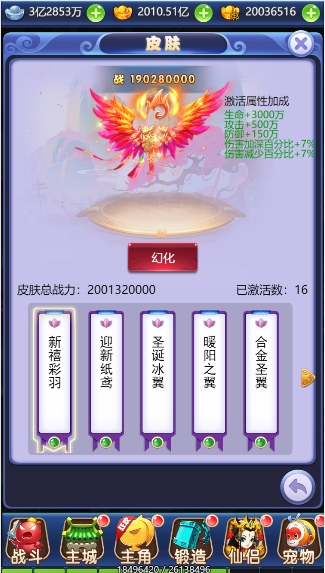 3亿2853万 2010.51亿 20036516
皮肤
战 190280000
激活属性加成
生命+3000万
攻击+500万
防御+150万
伤害加深百分比+7%
伤害减少百分比+7%
幻化
皮肤总战力：2001320000 已激活数：16
新禧彩羽
迎新纸鸢
圣诞冰翼
暖阳之翼
合金圣翼
战斗 主城 主角 锻造 仙侣 宠物
18496420 / 26138496